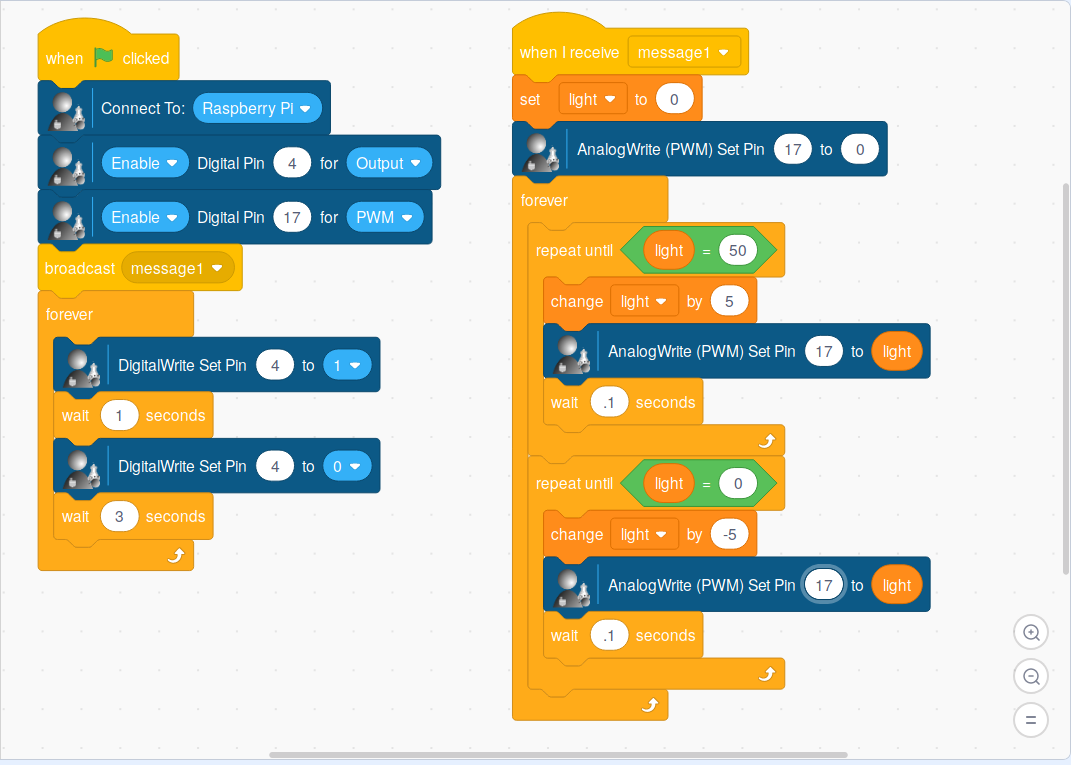 when clicked
Connect To: Raspberry Pi
Enable Digital Pin 4 for Output
Enable Digital Pin 17 for PWM
broadcast message1
forever
DigitalWrite Set Pin 4 to 1
wait 1 seconds
DigitalWrite Set Pin 4 to 0
wait 3 seconds
when I receive message1
set light to 0
AnalogWrite (PWM) Set Pin 17 to 0
forever
repeat until light = 50
change light by 5
AnalogWrite (PWM) Set Pin 17 to light
wait .1 seconds
repeat until light = 0
change light by -5
AnalogWrite (PWM) Set Pin 17 to light
wait .1 seconds